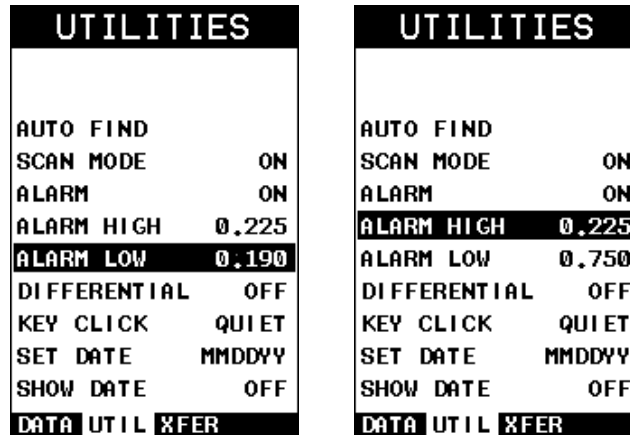 UTILITIES
AUTO FIND
SCAN MODE ON
ALARM ON
ALARM HIGH 0.225
ALARM LOW 0.190
DIFFERENTIAL OFF
KEY CLICK QUIET
SET DATE MMDDYY
SHOW DATE OFF
DATA UTIL XFER
UTILITIES
AUTO FIND
SCAN MODE ON
ALARM ON
ALARM HIGH 0.225
ALARM LOW 0.750
DIFFERENTIAL OFF
KEY CLICK QUIET
SET DATE MMDDYY
SHOW DATE OFF
DATA UTIL XFER